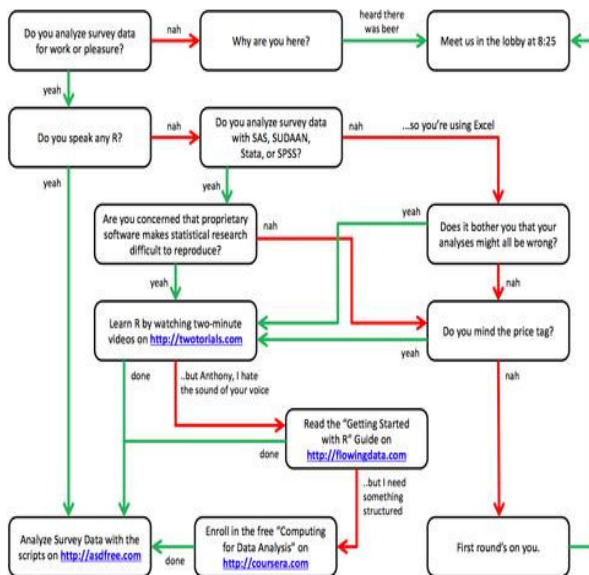 Do you analyze survey data
for work or pleasure?
nah
Why are you here?
heard there
was beer
Meet us in the lobby at 8:25
yeah
Do you speak any R?
nah
Do you analyze survey data
with SAS, SUDAAN,
Stata, or SPSS?
nah
...so you're using Excel
yeah
yeah
Are you concerned that proprietary
software makes statistical research
difficult to reproduce?
nah
yeah
Does it bother you that your
analyses might all be wrong?
yeah
nah
Learn R by watching two-minute
videos on http://twotorials.com
yeah
Do you mind the price tag?
done
..but Anthony, I hate
the sound of your voice
nah
Read the "Getting Started
with R" Guide on
http://flowingdata.com
done
..but I need
something
structured
Analyze Survey Data with the
scripts on http://asdfree.com
done
Enroll in the free "Computing
for Data Analysis" on
http://coursera.com
First round's on you.